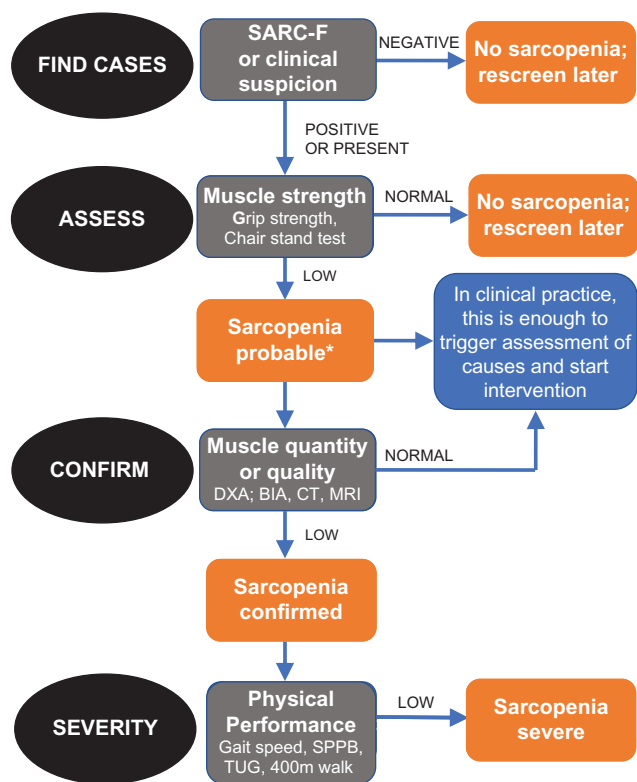 FIND CASES
SARC-F
or clinical
suspicion
NEGATIVE
No sarcopenia;
rescreen later
POSITIVE
OR PRESENT
ASSESS
Muscle strength
Grip strength,
Chair stand test
NORMAL
No sarcopenia;
rescreen later
LOW
Sarcopenia
probable*
In clinical practice,
this is enough to
trigger assessment of
causes and start
intervention
CONFIRM
Muscle quantity
or quality
DXA; BIA, CT, MRI
NORMAL
LOW
Sarcopenia
confirmed
SEVERITY
Physical
Performance
Gait speed, SPPB,
TUG, 400m walk
LOW
Sarcopenia
severe